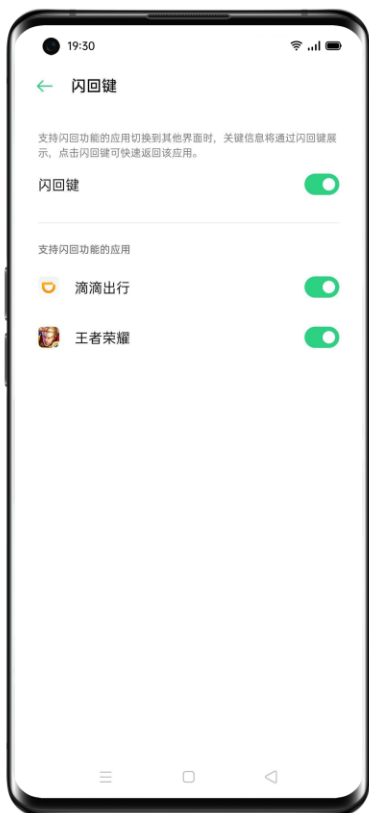 19:30
闪回键
支持闪回功能的应用切换到其他界面时，关键信息将通过闪回键展
示，点击闪回键可快速返回该应用。
闪回键
支持闪回功能的应用
滴滴出行
王者荣耀